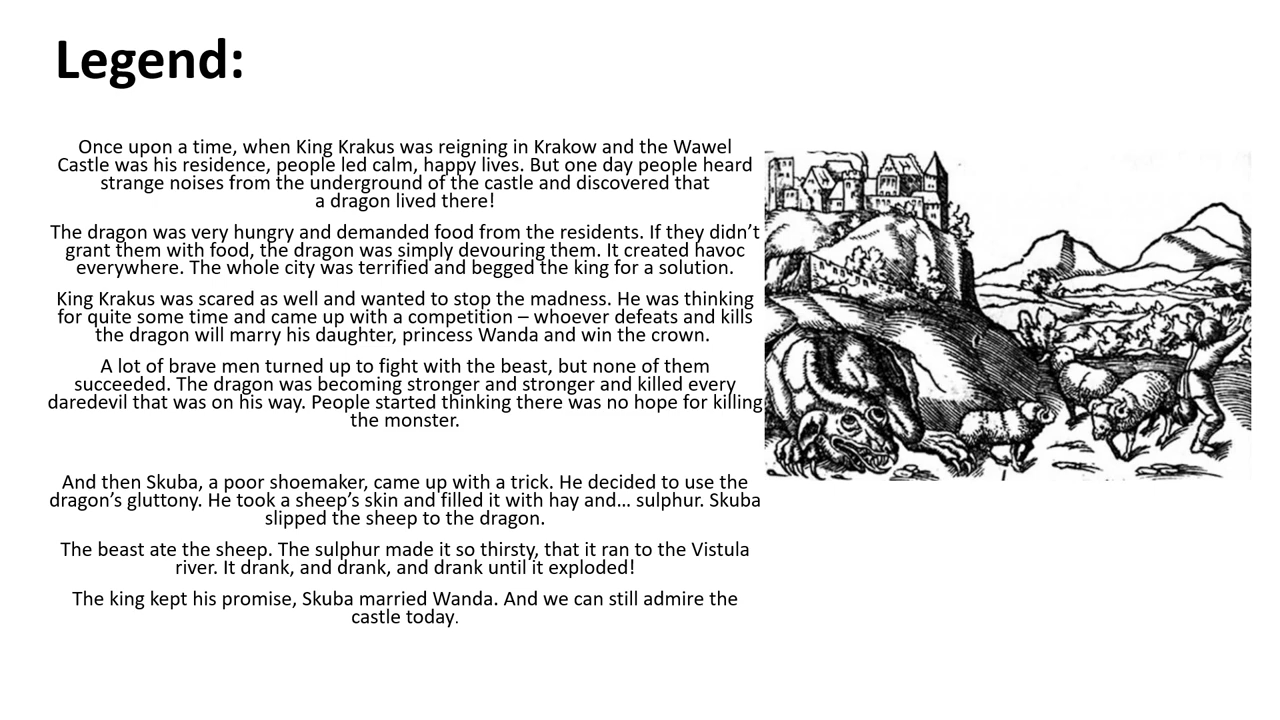 Legend:
Once upon a time, when King Krakus was reigning in Krakow and the Wawel
Castle was his residence, people led calm, happy lives. But one day people heard
strange noises from the underground of the castle and discovered that
a dragon lived there!
The dragon was very hungry and demanded food from the residents. If they didn’t
grant them with food, the dragon was simply devouring them. It created havoc
everywhere. The whole city was terrified and begged the king for a solution.
King Krakus was scared as well and wanted to stop the madness. He was thinking
for quite some time and came up with a competition – whoever defeats and kills
the dragon will marry his daughter, princess Wanda and win the crown.
A lot of brave men turned up to fight with the beast, but none of them
succeeded. The dragon was becoming stronger and stronger and killed every
daredevil that was on his way. People started thinking there was no hope for killing
the monster.
And then Skuba, a poor shoemaker, came up with a trick. He decided to use the
dragon’s gluttony. He took a sheep’s skin and filled it with hay and… sulphur. Skuba
slipped the sheep to the dragon.
The beast ate the sheep. The sulphur made it so thirsty, that it ran to the Vistula
river. It drank, and drank, and drank until it exploded!
The king kept his promise, Skuba married Wanda. And we can still admire the
castle today.